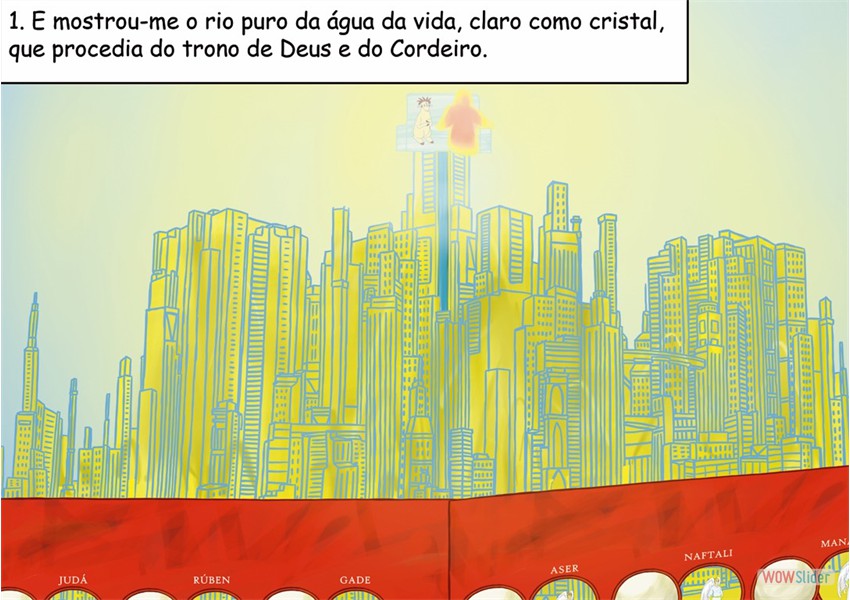 1. E mostrou-me o rio puro da água da vida, claro como cristal,
que procedia do trono de Deus e do Cordeiro.
JUDÁ
RÚBEN
GADE
ASER
NAFTALI
MANA
WOWSlider